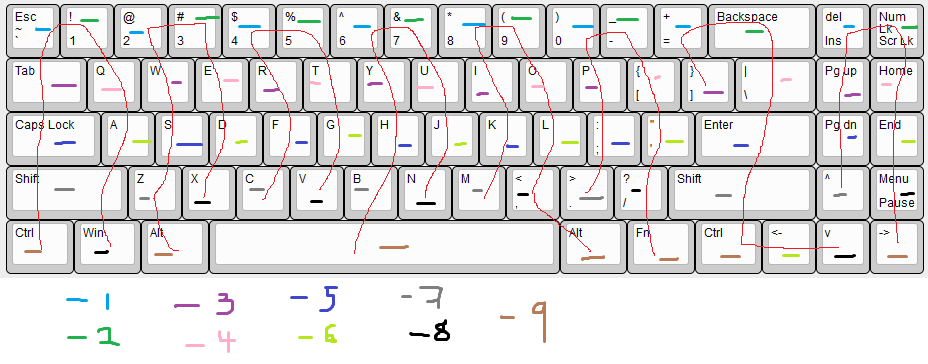 Esc ! @ # $ % ^ & * ( ) _ + Backspace del Num Lk
~ ` 1 2 3 4 5 6 7 8 9 0 - = Ins Scr Lk
Tab Q W E R T Y U I O P { } | Pg up Home
[ ] \
Caps Lock A S D F G H J K L : " Enter Pg dn End
; '
Shift Z X C V B N M < > ? Shift ^ Menu
, . / Pause
Ctrl Win Alt Alt Fn Ctrl <- v ->
- 1 - 3 - 5 - 7 - 9
- 2 - 4 - 6 - 8